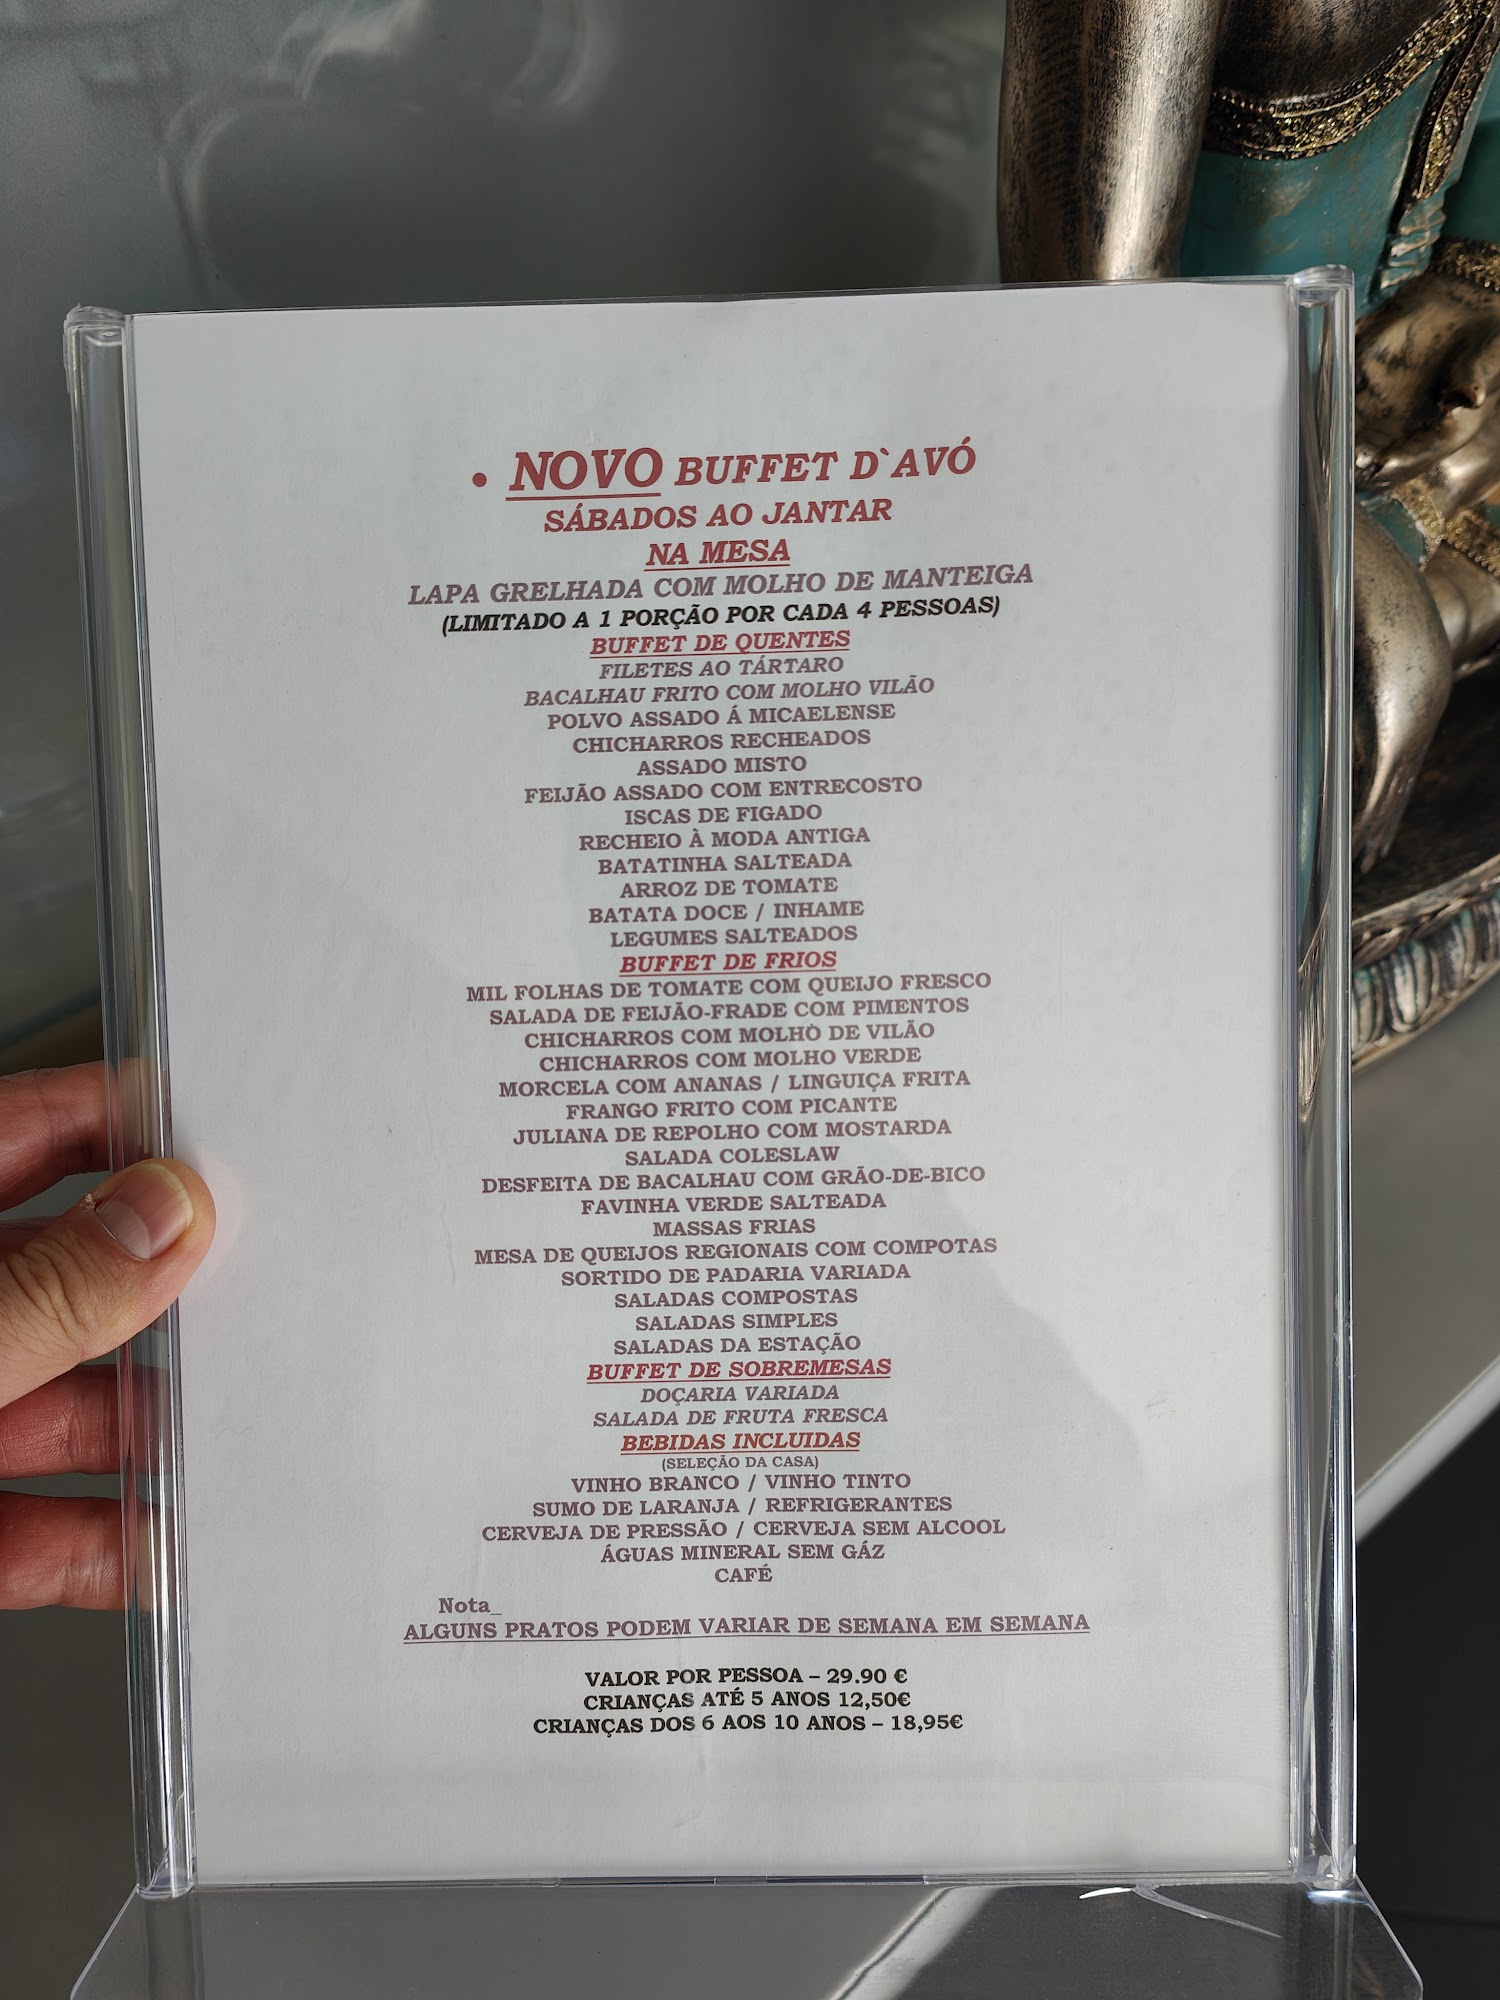 • NOVO BUFFET D`AVÓ
SÁBADOS AO JANTAR
NA MESA
LAPA GRELHADA COM MOLHO DE MANTEIGA
(LIMITADO A 1 PORÇÃO POR CADA 4 PESSOAS)
BUFFET DE QUENTES
FILETES AO TÁRTARO
BACALHAU FRITO COM MOLHO VILÃO
POLVO ASSADO Á MICAELENSE
CHICHARROS RECHEADOS
ASSADO MISTO
FEIJÃO ASSADO COM ENTRECOSTO
ISCAS DE FIGADO
RECHEIO À MODA ANTIGA
BATATINHA SALTEADA
ARROZ DE TOMATE
BATATA DOCE / INHAME
LEGUMES SALTEADOS
BUFFET DE FRIOS
MIL FOLHAS DE TOMATE COM QUEIJO FRESCO
SALADA DE FEIJÃO-FRADE COM PIMENTOS
CHICHARROS COM MOLHO DE VILÃO
CHICHARROS COM MOLHO VERDE
MORCELA COM ANANAS / LINGUIÇA FRITA
FRANGO FRITO COM PICANTE
JULIANA DE REPOLHO COM MOSTARDA
SALADA COLESLAW
DESFEITA DE BACALHAU COM GRÃO-DE-BICO
FAVINHA VERDE SALTEADA
MASSAS FRIAS
MESA DE QUEIJOS REGIONAIS COM COMPOTAS
SORTIDO DE PADARIA VARIADA
SALADAS COMPOSTAS
SALADAS SIMPLES
SALADAS DA ESTAÇÃO
BUFFET DE SOBREMESAS
DOÇARIA VARIADA
SALADA DE FRUTA FRESCA
BEBIDAS INCLUIDAS
(SELEÇÃO DA CASA)
VINHO BRANCO / VINHO TINTO
SUMO DE LARANJA / REFRIGERANTES
CERVEJA DE PRESSÃO / CERVEJA SEM ALCOOL
ÁGUAS MINERAL SEM GÁZ
CAFÉ
Nota_
ALGUNS PRATOS PODEM VARIAR DE SEMANA EM SEMANA
VALOR POR PESSOA – 29.90 €
CRIANÇAS ATÉ 5 ANOS 12,50€
CRIANÇAS DOS 6 AOS 10 ANOS – 18,95€